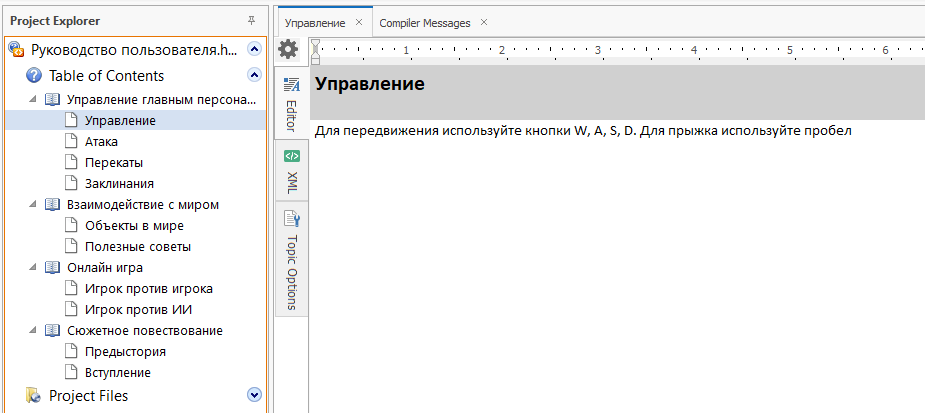 Project Explorer
Руководство пользователя.h...
Table of Contents
Управление главным персона...
Управление
Атака
Перекаты
Заклинания
Взаимодействие с миром
Объекты в мире
Полезные советы
Онлайн игра
Игрок против игрока
Игрок против ИИ
Сюжетное повествование
Предыстория
Вступление
Project Files
Управление
Compiler Messages
1 2 3 4 5 6
Editor
XML
Topic Options
Управление
Для передвижения используйте кнопки W, A, S, D. Для прыжка используйте пробел